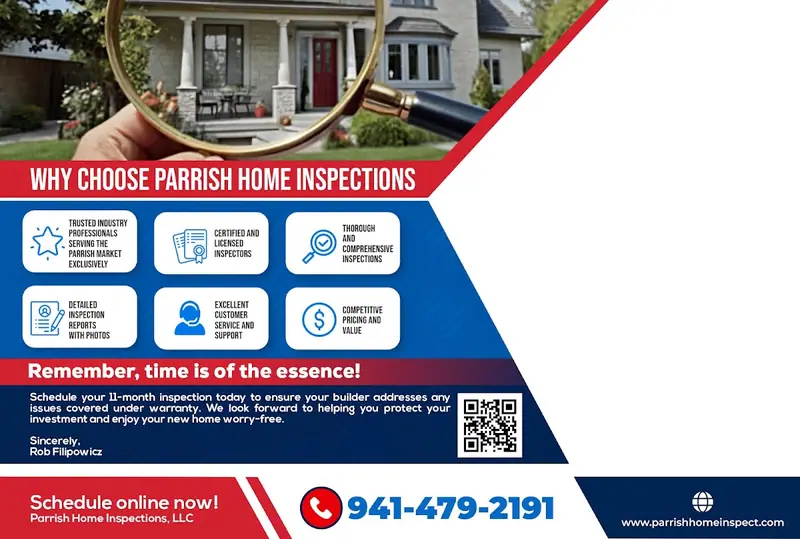 WHY CHOOSE PARRISH HOME INSPECTIONS
TRUSTED INDUSTRY
PROFESSIONALS
SERVING THE
PARRISH MARKET
EXCLUSIVELY
CERTIFIED AND
LICENSED
INSPECTORS
THOROUGH
AND
COMPREHENSIVE
INSPECTIONS
DETAILED
INSPECTION
REPORTS
WITH PHOTOS
EXCELLENT
CUSTOMER
SERVICE AND
SUPPORT
$
COMPETITIVE
PRICING AND
VALUE
Remember, time is of the essence!
Schedule your 11-month inspection today to ensure your builder addresses any
issues covered under warranty. We look forward to helping you protect your
investment and enjoy your new home worry-free.
Sincerely,
Rob Filipowicz
Schedule online now!
Parrish Home Inspections, LLC
941-479-2191
www.parrishhomeinspect.com